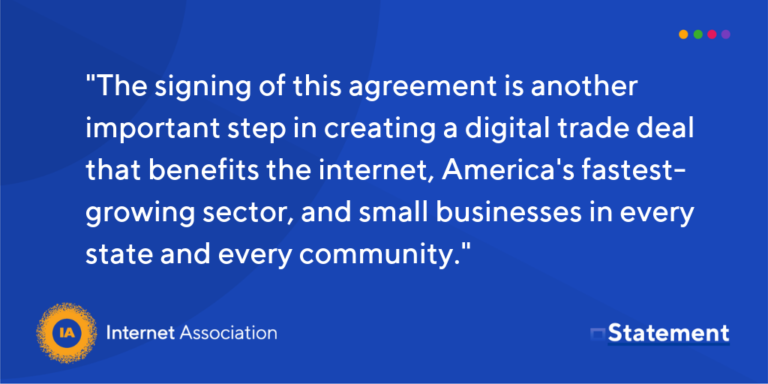 "The signing of this agreement is another
important step in creating a digital trade deal
that benefits the internet, America's fastest-
growing sector, and small businesses in every
state and every community."
IA
Internet Association
Statement